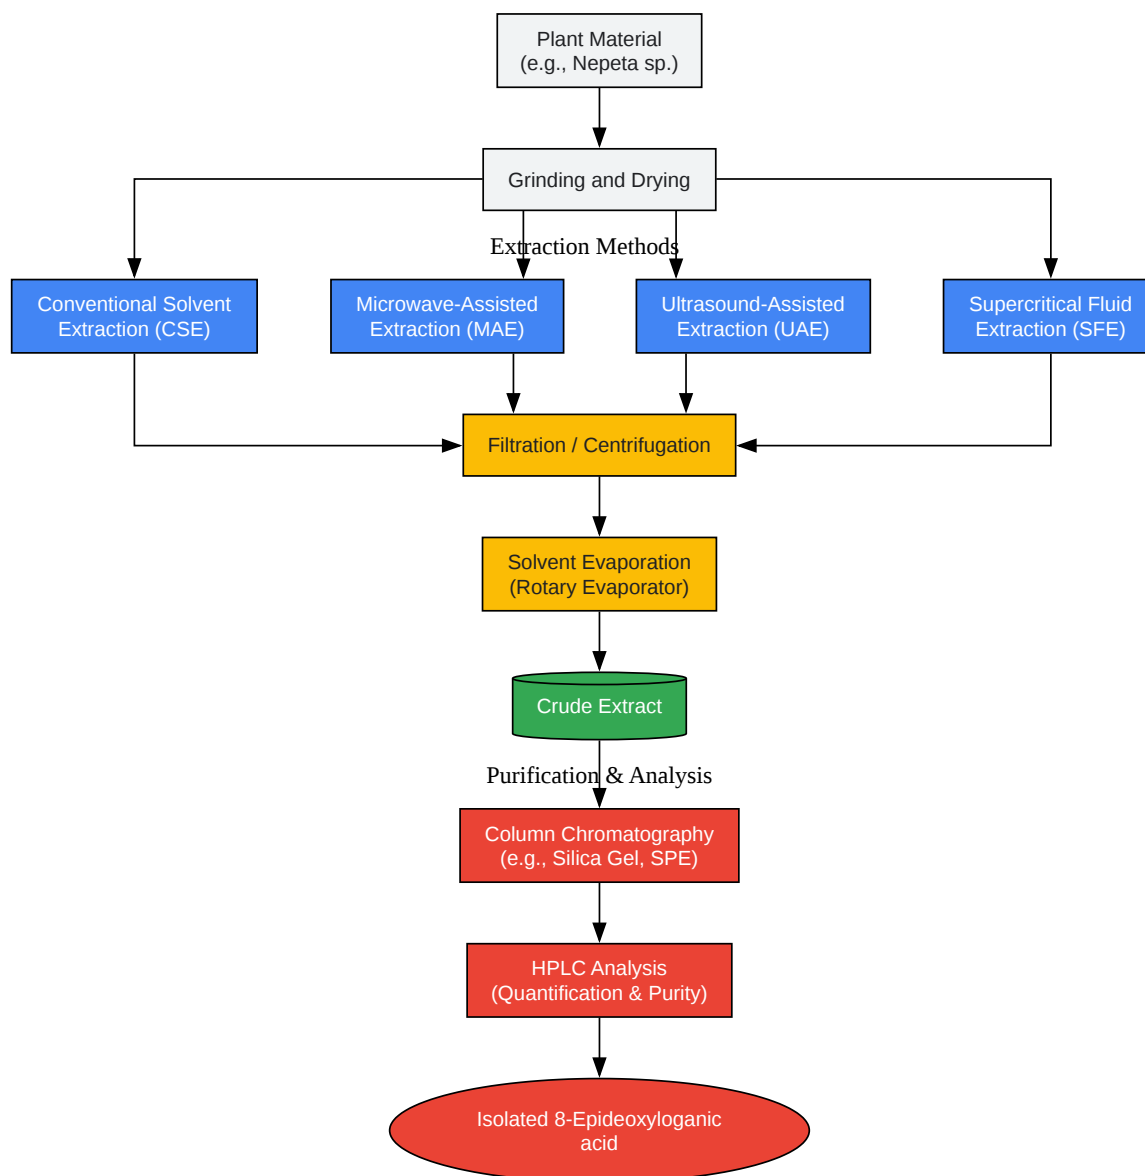 Plant Material
(e.g., Nepeta sp.)
Grinding and Drying
Extraction Methods
Conventional Solvent
Extraction (CSE)
Microwave-Assisted
Extraction (MAE)
Ultrasound-Assisted
Extraction (UAE)
Supercritical Fluid
Extraction (SFE)
Filtration / Centrifugation
Solvent Evaporation
(Rotary Evaporator)
Crude Extract
Purification & Analysis
Column Chromatography
(e.g., Silica Gel, SPE)
HPLC Analysis
(Quantification & Purity)
Isolated 8-Epideoxyloganic
acid